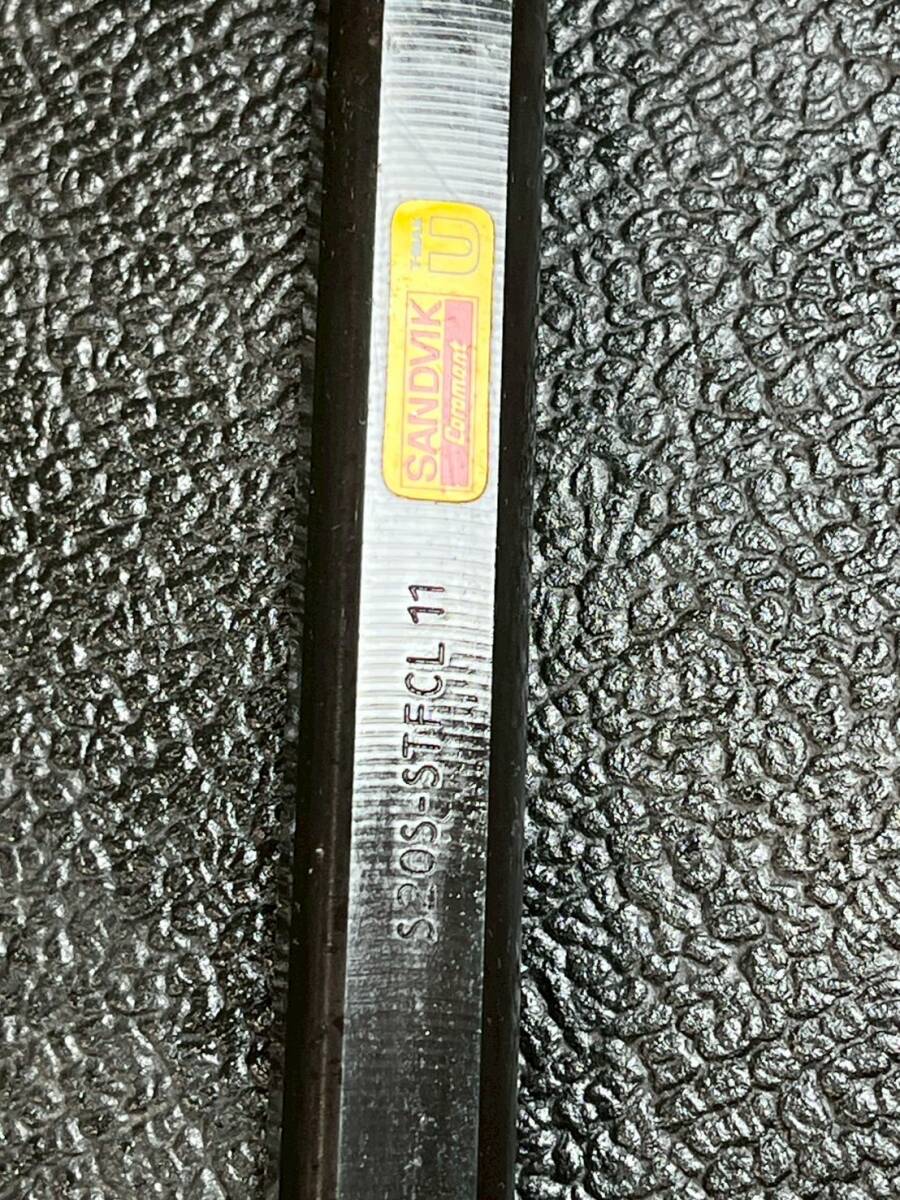 SANDVIK
Coromant
U
S20S-STFCL 11